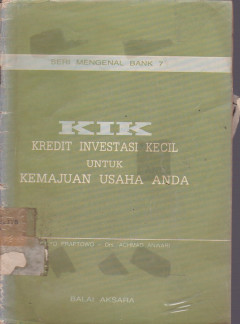 SERI MENGENAL BANK 7
KIK
KREDIT INVESTASI KECIL
UNTUK
KEMAJUAN USAHA ANDA
BALAI AKSARA